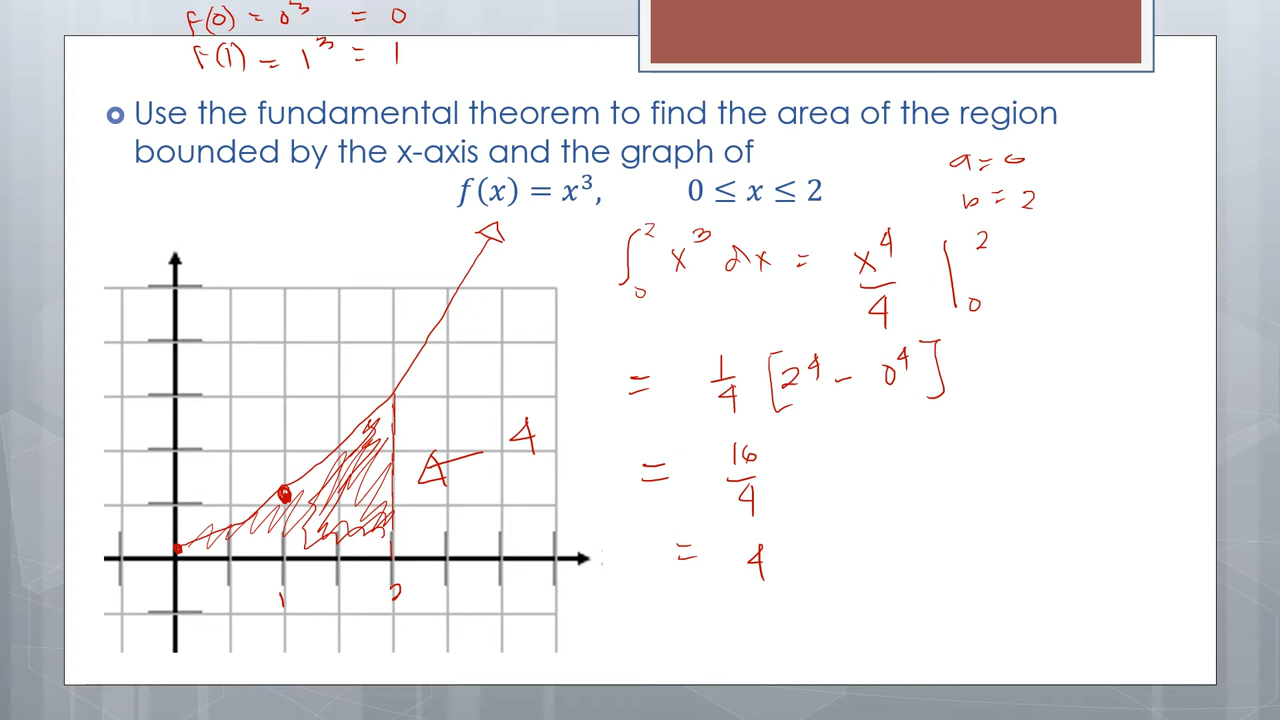 f(0) = 0³ = 0
f(1) = 1³ = 1
Use the fundamental theorem to find the area of the region
bounded by the x-axis and the graph of
f(x) = x³, 0 ≤ x ≤ 2
a = 0
b = 2
∫₀² x³ dx = x⁴/4 |₀²
= 1/4 [2⁴ - 0⁴]
= 16/4
= 4
4
1 2